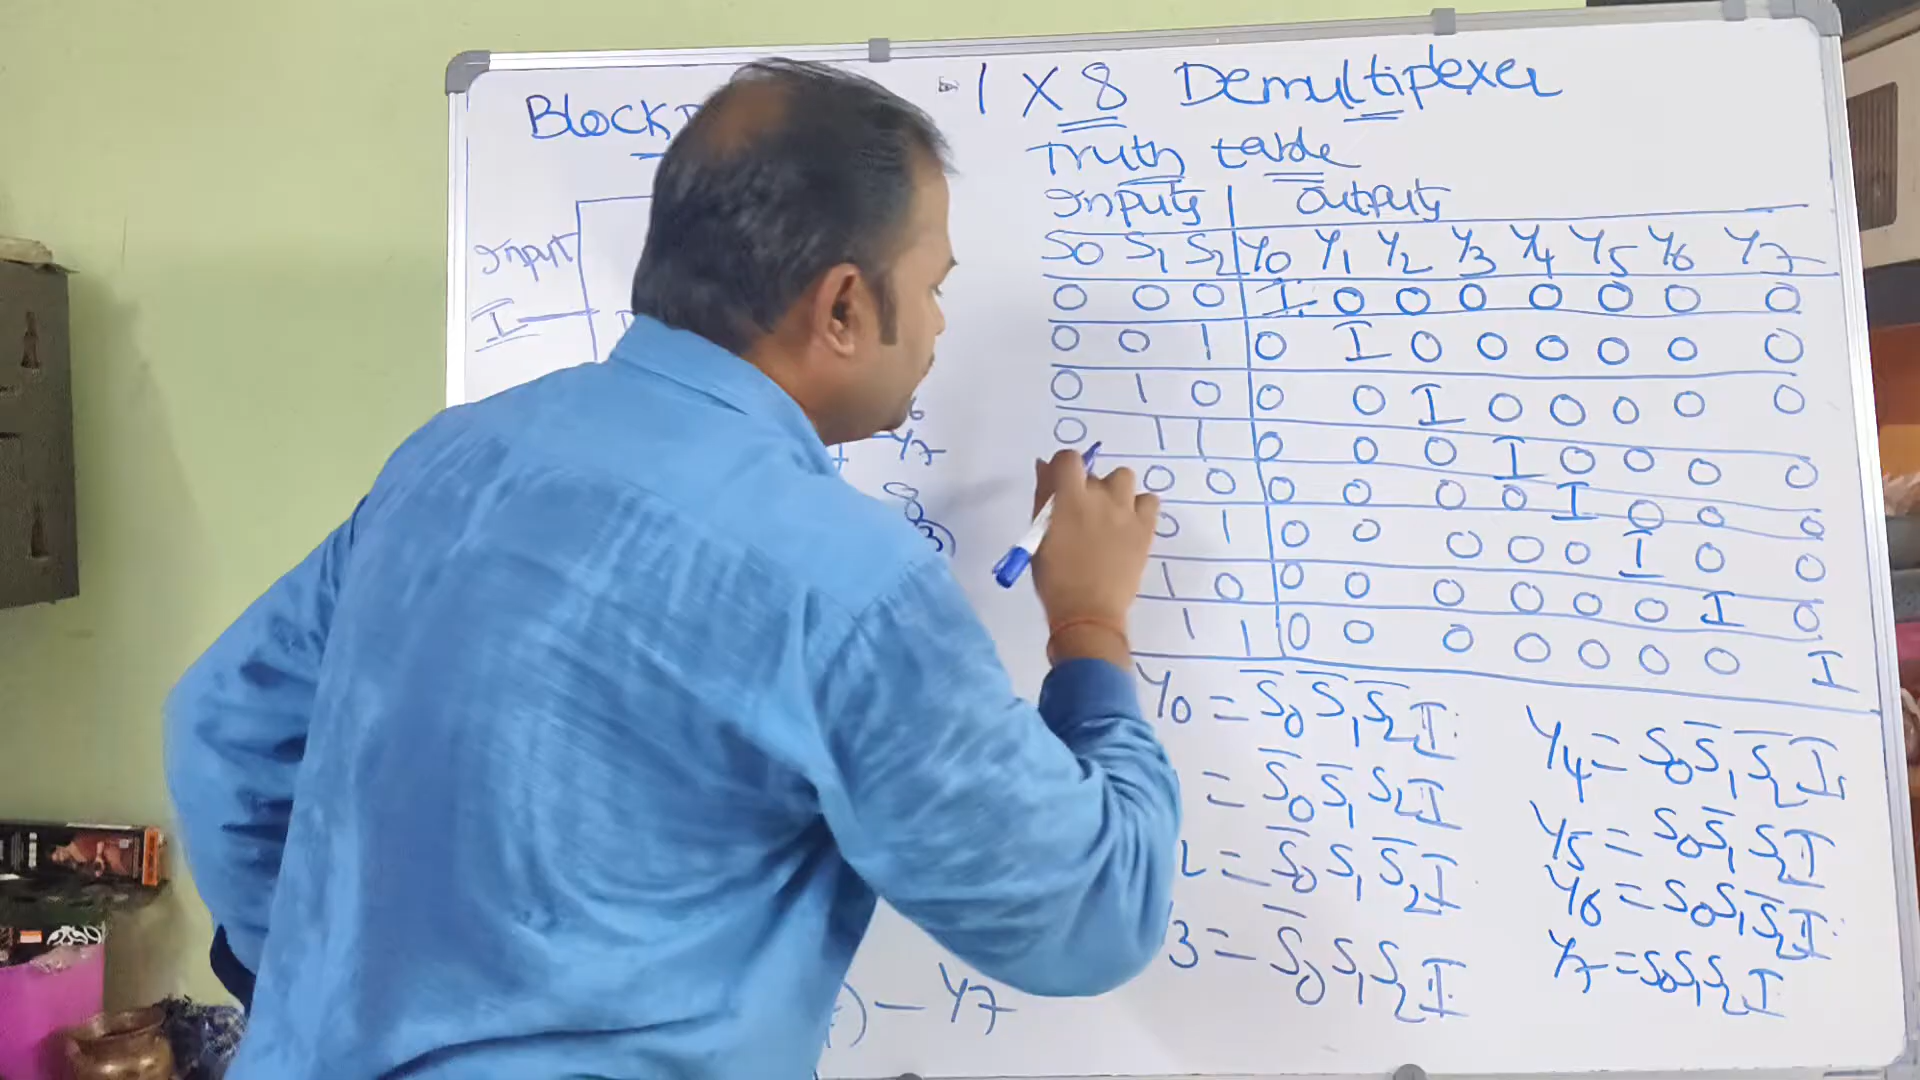 1 X 8 Demultiplexer
Block
Truth table
Inputs | outputs
Input
I
S0 S1 S2 Y0 Y1 Y2 Y3 Y4 Y5 Y6 Y7
0 0 0 I 0 0 0 0 0 0 0
0 0 1 0 I 0 0 0 0 0 0
0 1 0 0 0 I 0 0 0 0 0
0 1 1 0 0 0 I 0 0 0 0
0 0 0 0 0 0 I 0 0 0
0 1 0 0 0 0 0 I 0 0
1 0 0 0 0 0 0 0 I 0
1 1 0 0 0 0 0 0 0 I
Y7
8
3)
Y0 = S̅0 S̅1 S̅2 I
= S̅0 S̅1 S2 I
2 = S̅0 S1 S̅2 I
3 = S̅0 S1 S2 I
Y4 = S0 S̅1 S̅2 I
Y5 = S0 S̅1 S2 I
Y6 = S0 S1 S̅2 I
Y7 = S0 S1 S2 I
) - Y7